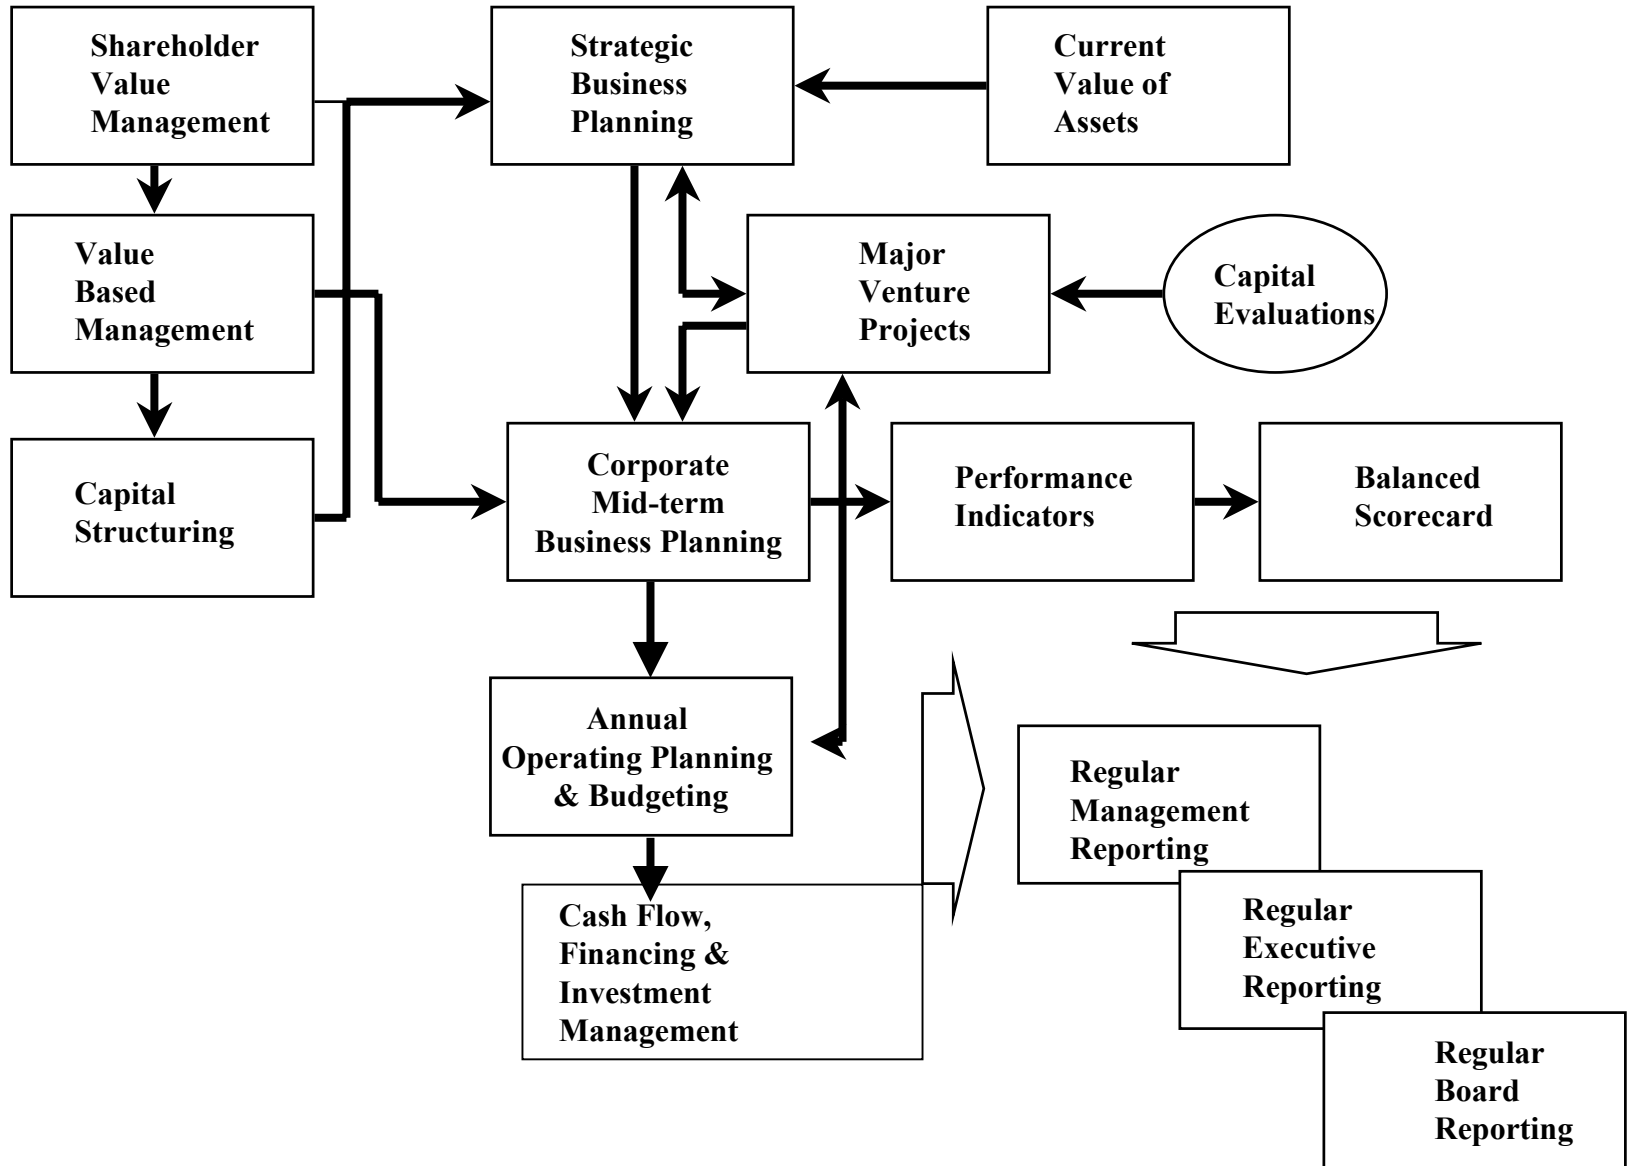 Shareholder
Value
Management
Strategic
Business
Planning
Current
Value of
Assets
Value
Based
Management
Major
Venture
Projects
Capital
Evaluations
Capital
Structuring
Corporate
Mid-term
Business Planning
Performance
Indicators
Balanced
Scorecard
Annual
Operating Planning
& Budgeting
Regular
Management
Reporting
Cash Flow,
Financing &
Investment
Management
Regular
Executive
Reporting
Regular
Board
Reporting